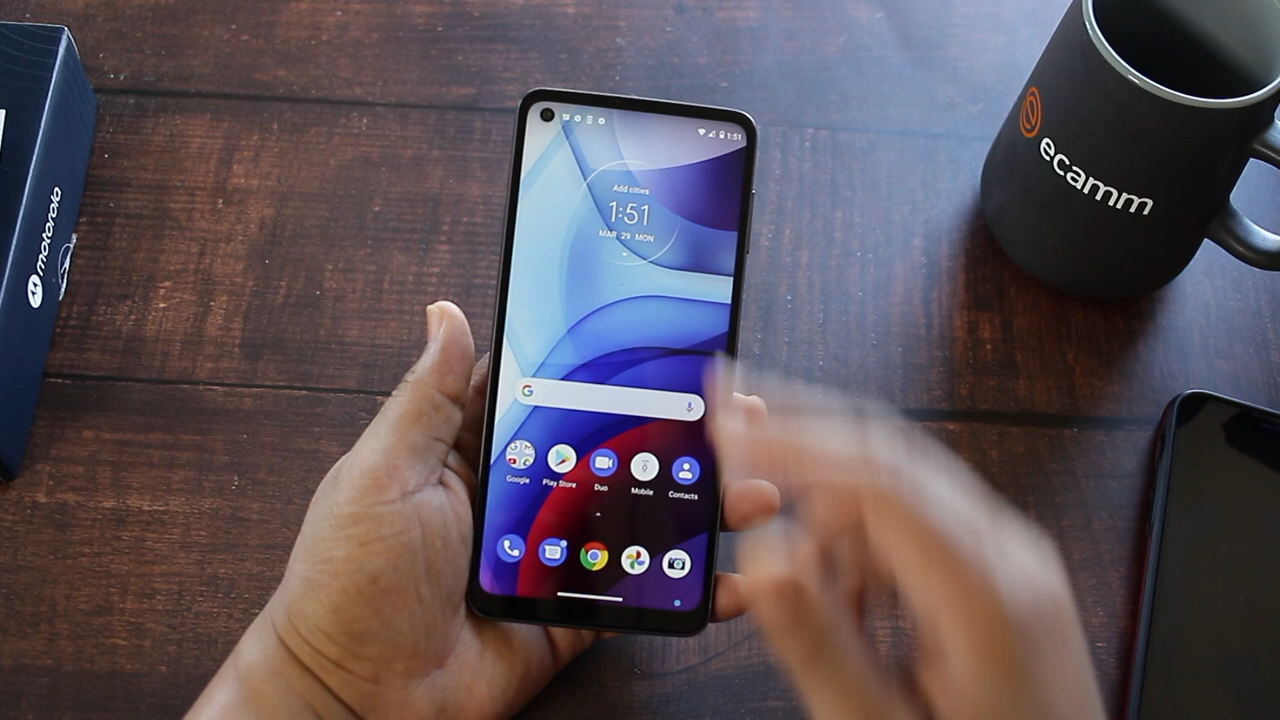 motorola
ecamm
1:51
Add cities
1:51
MAR 29 MON
G
Google
Play Store
Duo
Mobile
Contacts